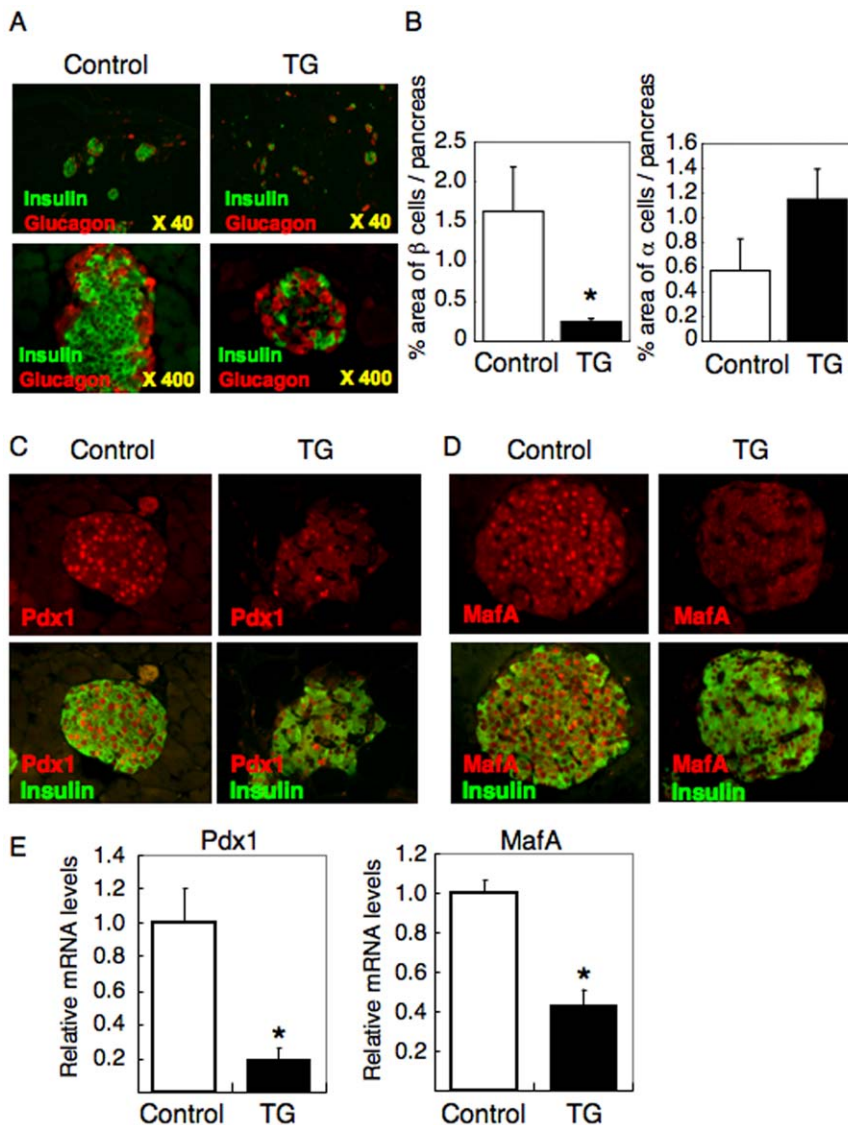 A
Control
TG
Insulin
Glucagon
X 40
Insulin
Glucagon
X 40
Insulin
Glucagon
X 400
Insulin
Glucagon
X 400
B
% area of β cells / pancreas
2.5
2.0
1.5
1.0
0.5
0
*
Control TG
% area of α cells / pancreas
1.6
1.4
1.2
1.0
0.8
0.6
0.4
0.2
0
Control TG
C
Control
TG
Pdx1
Pdx1
Pdx1
Insulin
Pdx1
Insulin
D
Control
TG
MafA
MafA
MafA
Insulin
MafA
Insulin
E
Pdx1
Relative mRNA levels
1.4
1.2
1.0
0.8
0.6
0.4
0.2
*
Control TG
MafA
Relative mRNA levels
1.2
1.0
0.8
0.6
0.4
0.2
*
Control TG